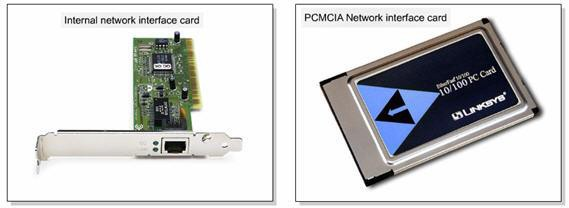 Internal network interface card
PCMCIA Network interface card
EtherFast 10/100
10/100 PC Card
LINKSYS